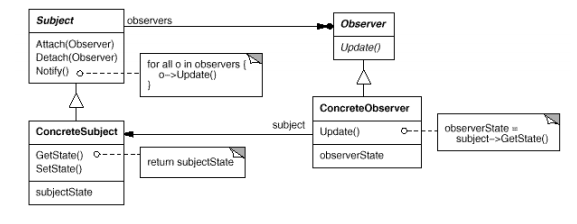 Subject
observers
Observer
Attach(Observer)
Detach(Observer)
Notify()
for all o in observers {
o->Update()
}
Update()
ConcreteSubject
GetState()
SetState()
subjectState
return subjectState
subject
ConcreteObserver
Update()
observerState
observerState =
subject->GetState()